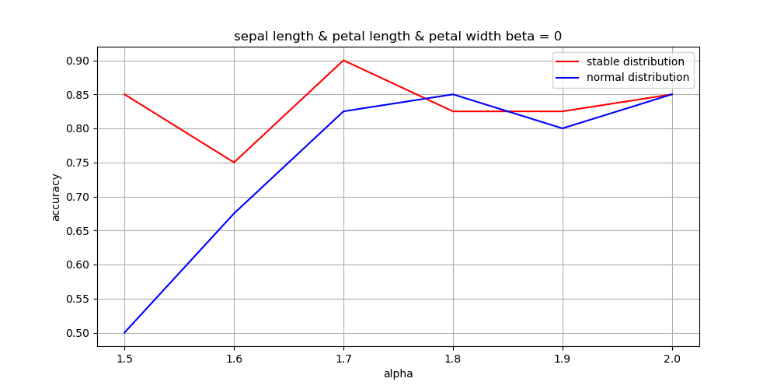 sepal length & petal length & petal width beta = 0
stable distribution
normal distribution
accuracy
0.90
0.85
0.80
0.75
0.70
0.65
0.60
0.55
0.50
1.5 1.6 1.7 1.8 1.9 2.0
alpha